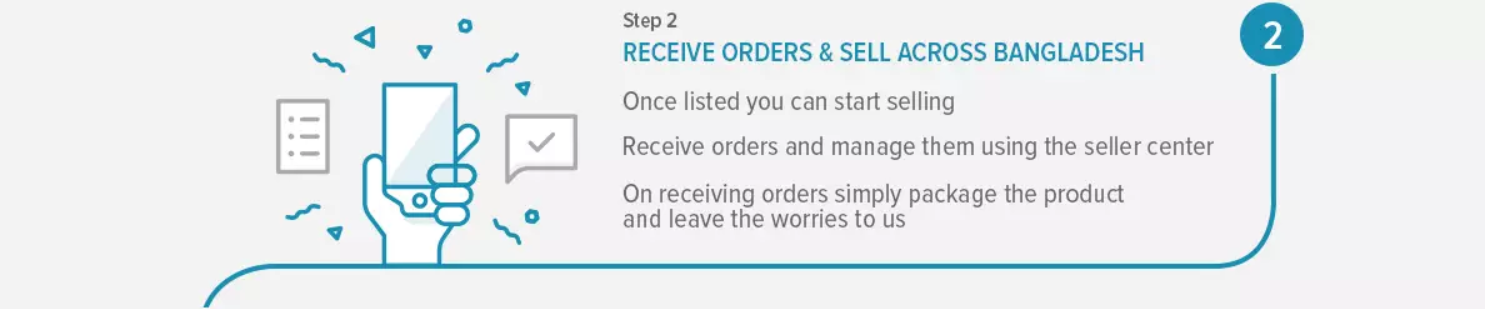 Step 2
RECEIVE ORDERS & SELL ACROSS BANGLADESH
2
Once listed you can start selling
Receive orders and manage them using the seller center
On receiving orders simply package the product
and leave the worries to us